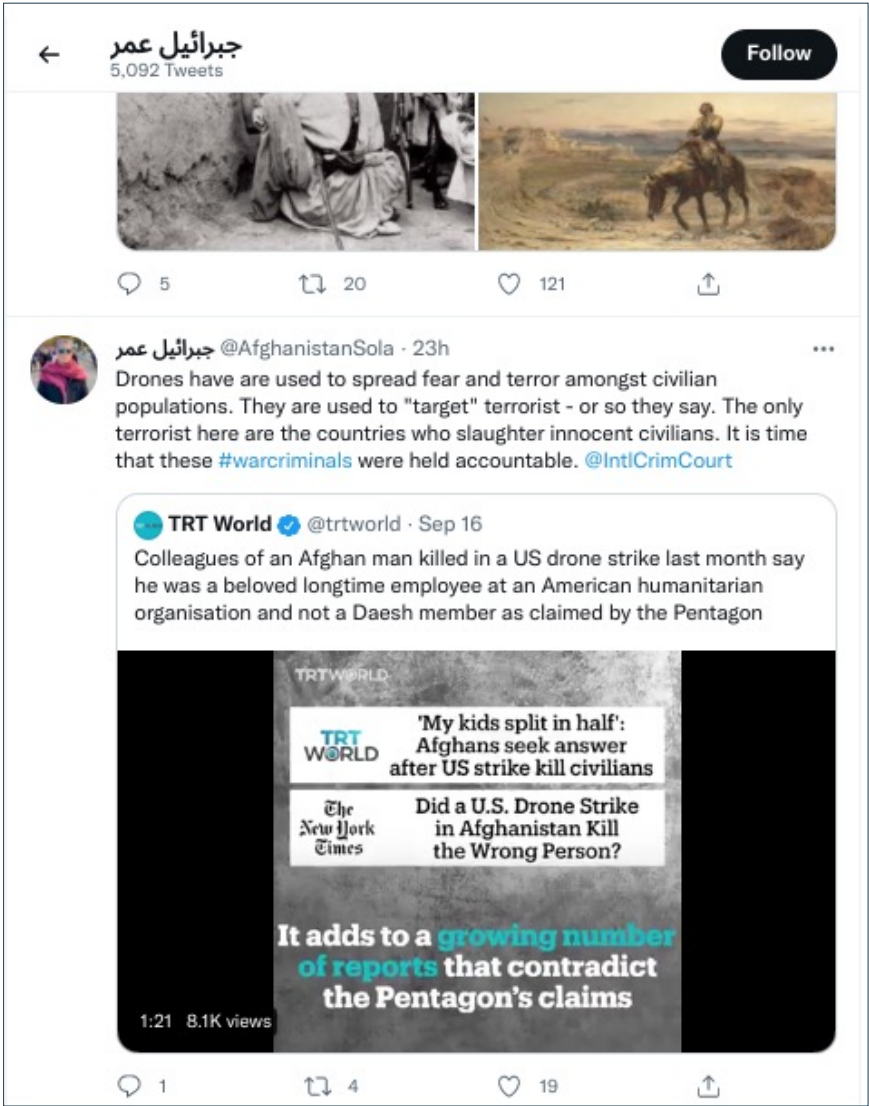 جبرائيل عمر
5,092 Tweets
Follow
5
20
121
جبرائيل عمر @AfghanistanSola · 23h
Drones have are used to spread fear and terror amongst civilian
populations. They are used to "target" terrorist - or so they say. The only
terrorist here are the countries who slaughter innocent civilians. It is time
that these #warcriminals were held accountable. @IntlCrimCourt
TRT World @trtworld · Sep 16
Colleagues of an Afghan man killed in a US drone strike last month say
he was a beloved longtime employee at an American humanitarian
organisation and not a Daesh member as claimed by the Pentagon
TRTWORLD
TRT
WORLD
'My kids split in half':
Afghans seek answer
after US strike kill civilians
The
New York
Times
Did a U.S. Drone Strike
in Afghanistan Kill
the Wrong Person?
It adds to a growing number
of reports that contradict
the Pentagon's claims
1:21 8.1K views
1
4
19